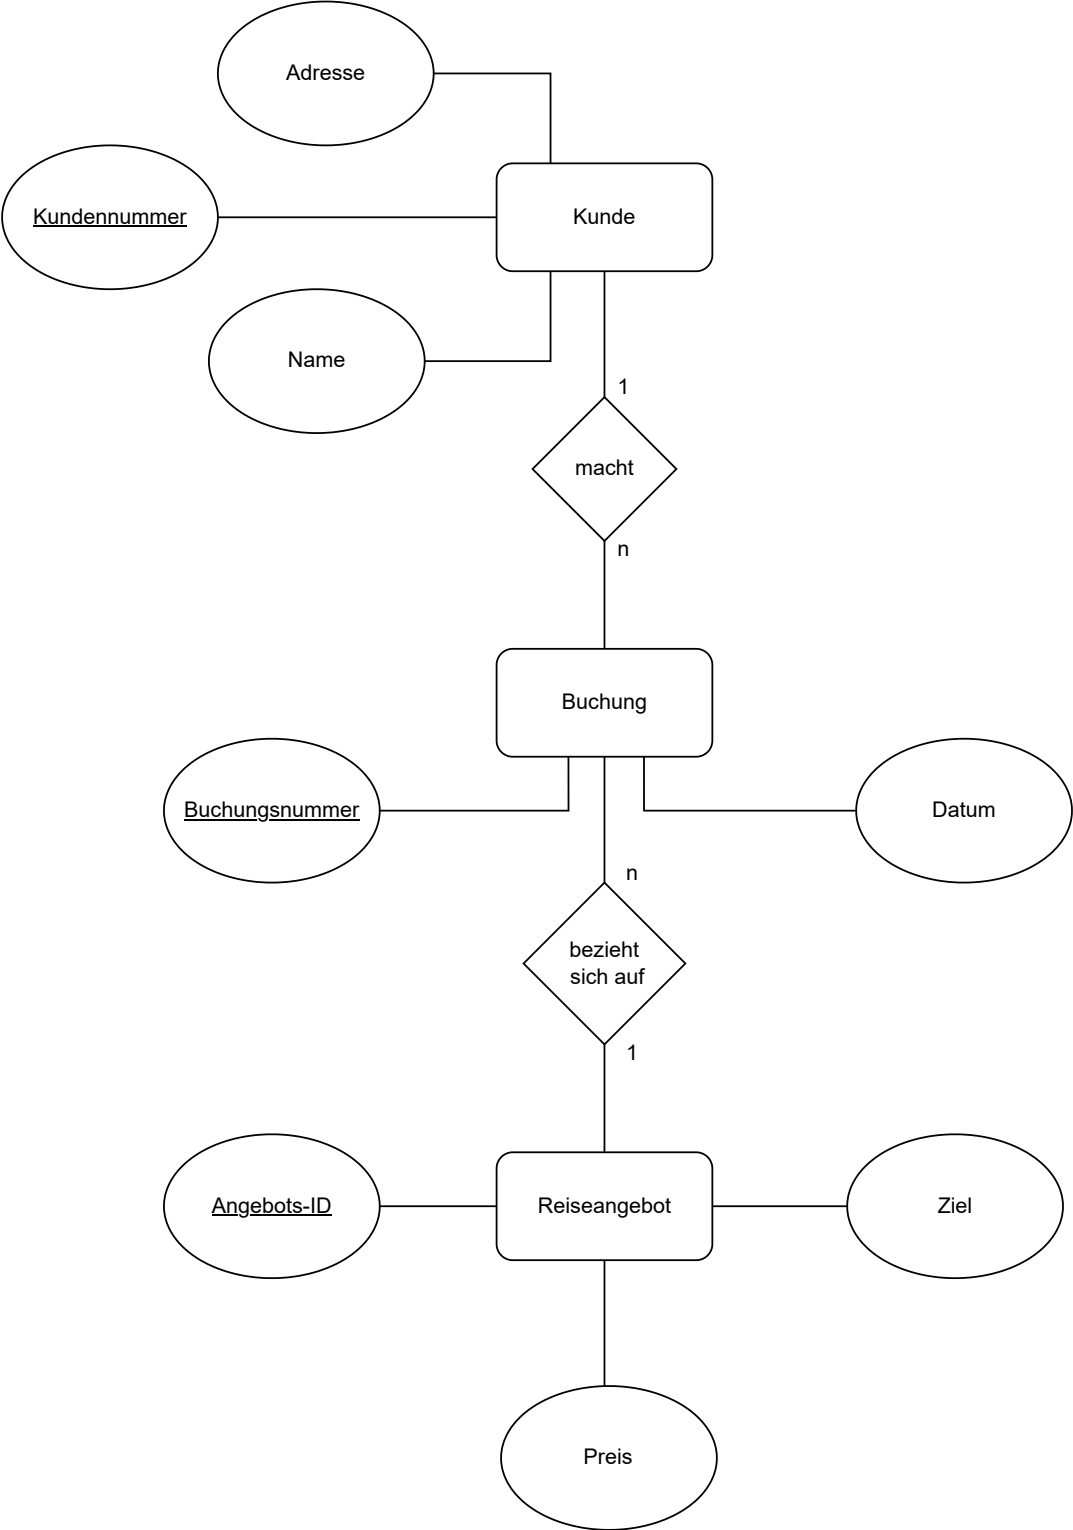 Adresse
Kundennummer
Kunde
Name
1
macht
n
Buchung
Buchungsnummer
Datum
n
bezieht
sich auf
1
Angebots-ID
Reiseangebot
Ziel
Preis